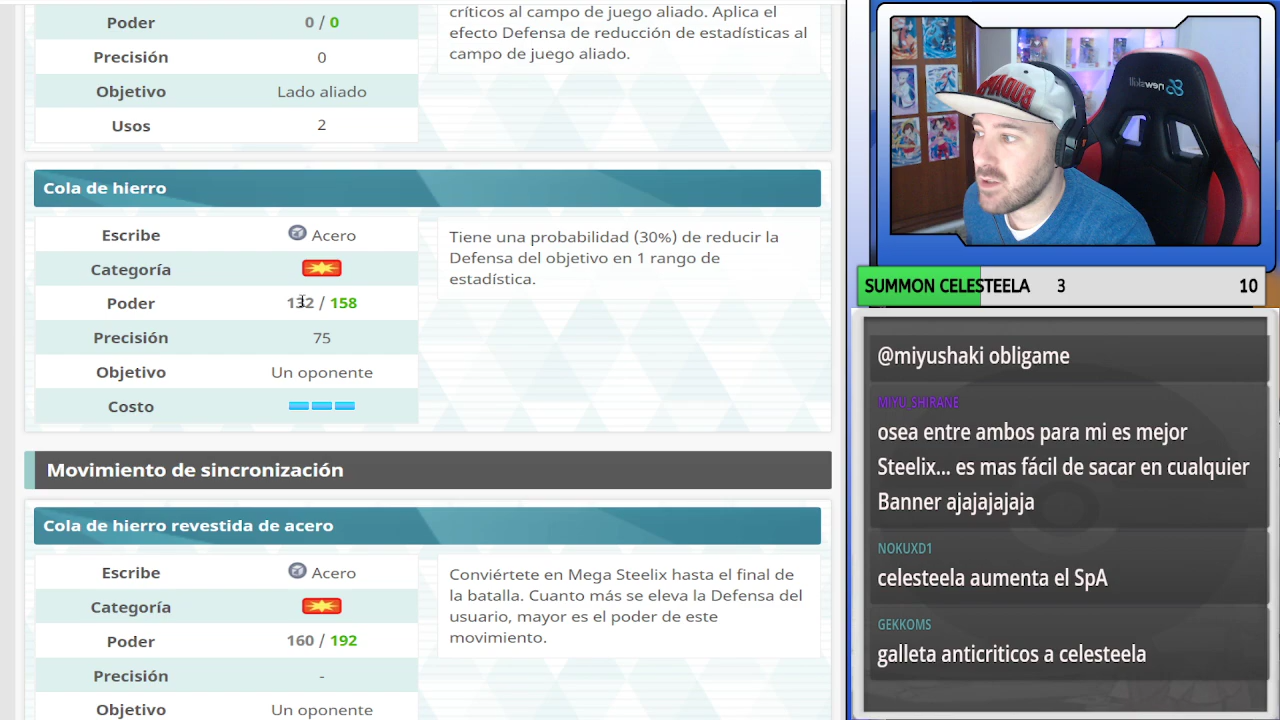 Poder 0 / 0
Precisión 0
Objetivo Lado aliado
Usos 2
críticos al campo de juego aliado. Aplica el
efecto Defensa de reducción de estadísticas al
campo de juego aliado.
Cola de hierro
Escribe Acero
Categoría
Poder 132 / 158
Precisión 75
Objetivo Un oponente
Costo
Tiene una probabilidad (30%) de reducir la
Defensa del objetivo en 1 rango de
estadística.
Movimiento de sincronización
Cola de hierro revestida de acero
Escribe Acero
Categoría
Poder 160 / 192
Precisión -
Objetivo Un oponente
Conviértete en Mega Steelix hasta el final de
la batalla. Cuanto más se eleva la Defensa del
usuario, mayor es el poder de este
movimiento.
newskill
SUMMON CELESTEELA 3 10
@miyushaki obligame
MIYU_SHIRANE
osea entre ambos para mi es mejor
Steelix... es mas fácil de sacar en cualquier
Banner ajajajajaja
NOKUXD1
celesteela aumenta el SpA
GEKKOMS
galleta anticriticos a celesteela